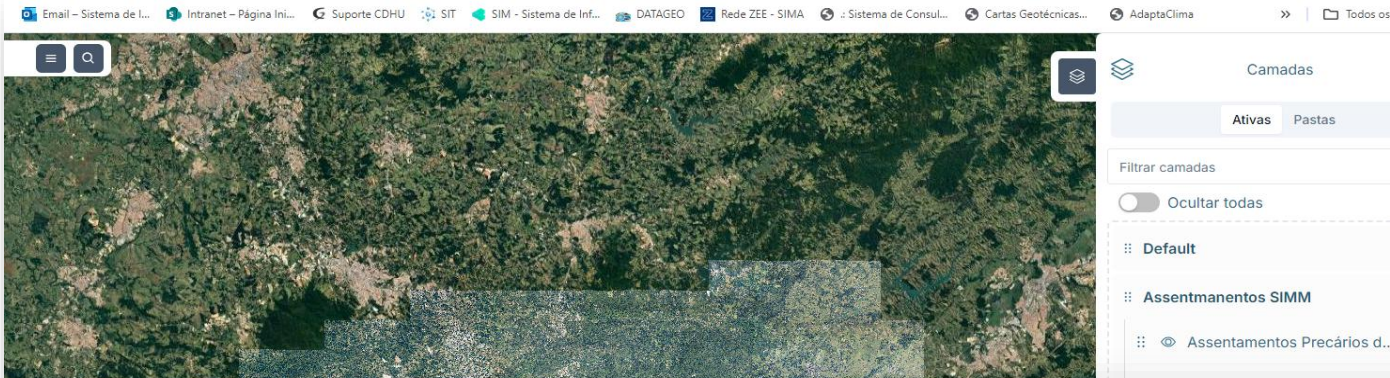 Email – Sistema de I... Intranet – Página Ini... Suporte CDHU SIT SIM - Sistema de Inf... DATAGEO Rede ZEE - SIMA .: Sistema de Consul... Cartas Geotécnicas... AdaptaClima » Todos os
Camadas
Ativas Pastas
Filtrar camadas
Ocultar todas
Default
Assentmanentos SIMM
Assentamentos Precários d...